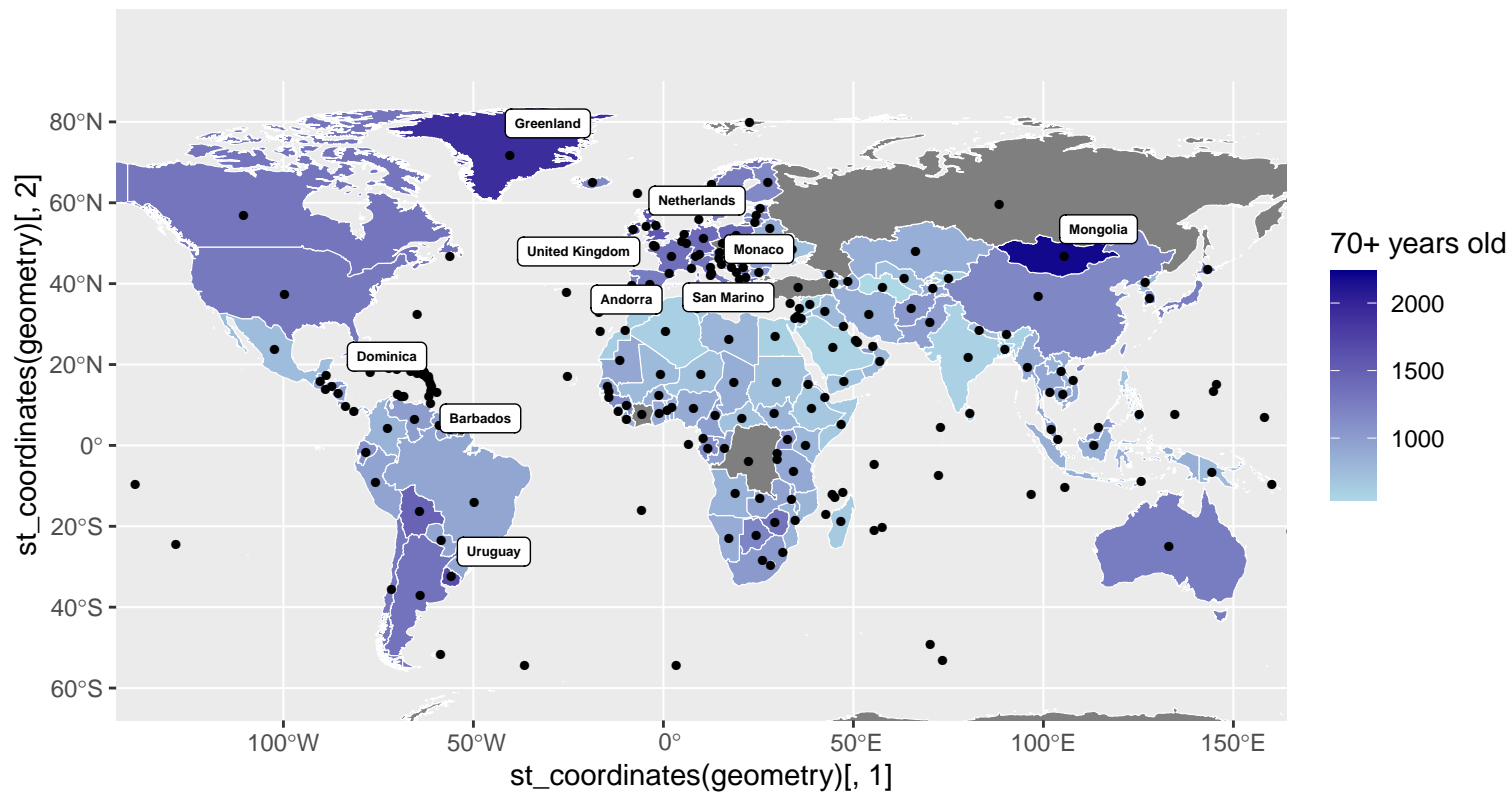 80°N
60°N
40°N
20°N
0°
20°S
40°S
60°S
st_coordinates(geometry)[, 2]
Greenland
Netherlands
United Kingdom
Monaco
Mongolia
Andorra
San Marino
Dominica
Barbados
Uruguay
100°W
50°W
0°
50°E
100°E
150°E
st_coordinates(geometry)[, 1]
70+ years old
2000
1500
1000